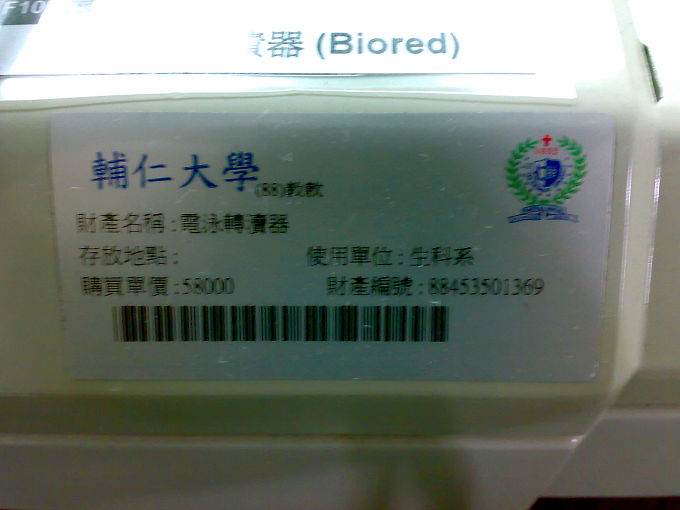 F10
器 (Biored)
輔仁大學
(88)教教
財產名稱:電泳轉漬器
存放地點: 使用單位:生科系
購買單價:58000 財產編號:88453501369